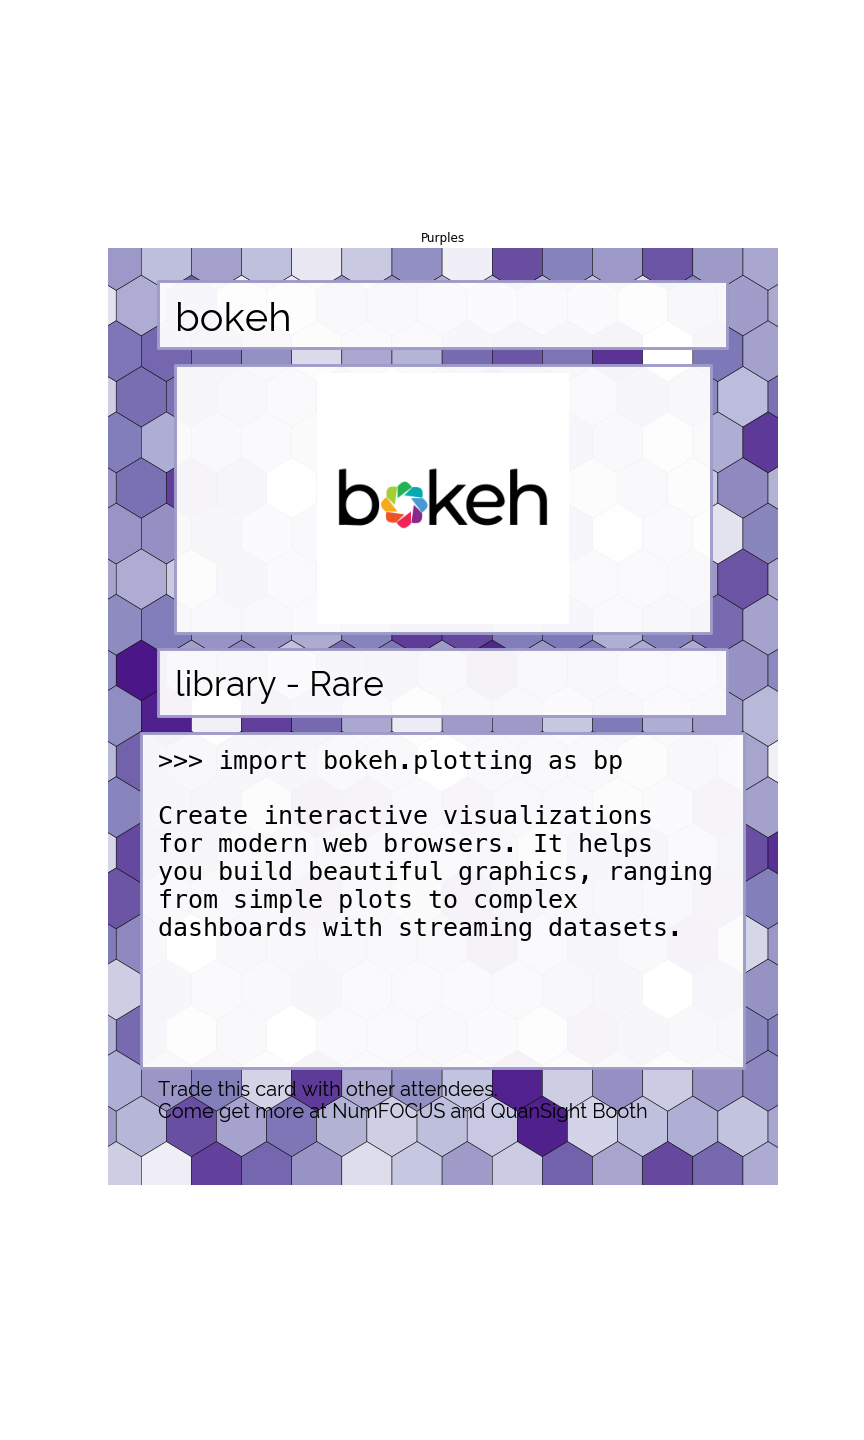 Purples
bokeh
bokeh
library - Rare
>>> import bokeh.plotting as bp
Create interactive visualizations
for modern web browsers. It helps
you build beautiful graphics, ranging
from simple plots to complex
dashboards with streaming datasets.
Trade this card with other attendees.
Come get more at NumFOCUS and QuanSight Booth